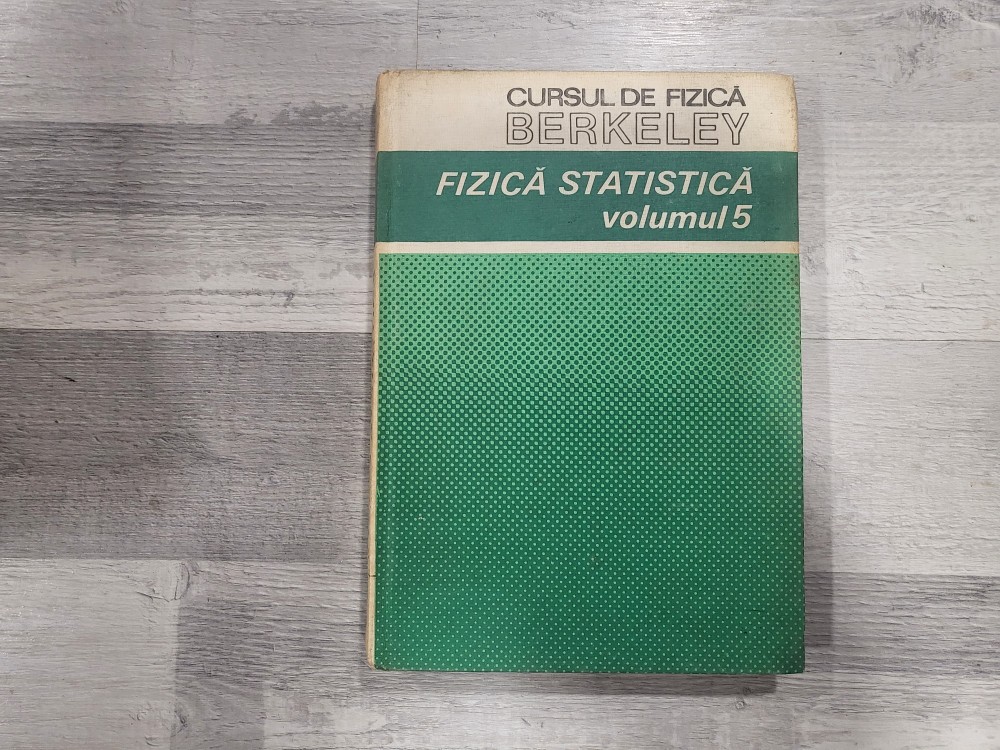 CURSUL DE FIZICĂ
BERKELEY
FIZICĂ STATISTICĂ
volumul 5